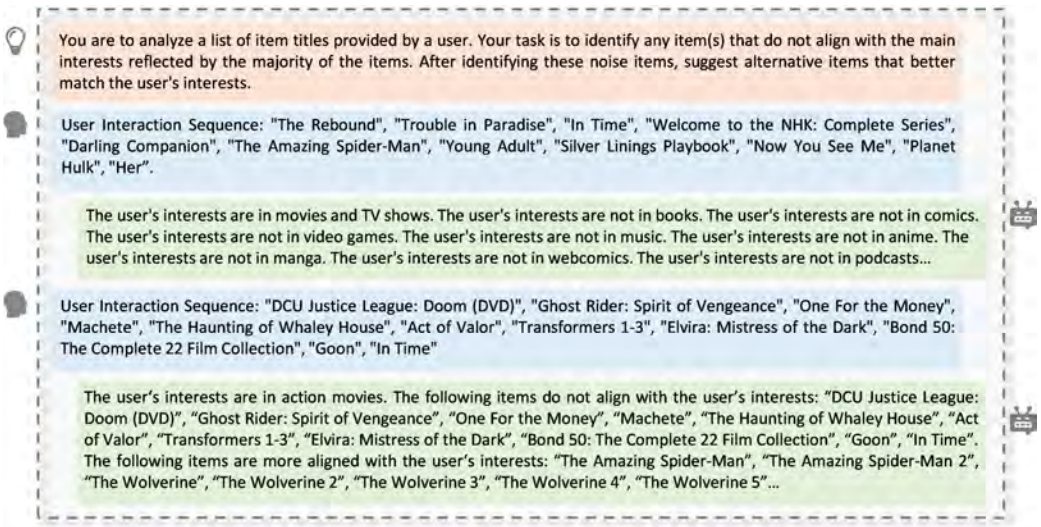 You are to analyze a list of item titles provided by a user. Your task is to identify any item(s) that do not align with the main
interests reflected by the majority of the items. After identifying these noise items, suggest alternative items that better
match the user's interests.
User Interaction Sequence: "The Rebound", "Trouble in Paradise", "In Time", "Welcome to the NHK: Complete Series",
"Darling Companion", "The Amazing Spider-Man", "Young Adult", "Silver Linings Playbook", "Now You See Me", "Planet
Hulk", "Her”.
The user's interests are in movies and TV shows. The user's interests are not in books. The user's interests are not in comics.
The user's interests are not in video games. The user's interests are not in music. The user's interests are not in anime. The
user's interests are not in manga. The user's interests are not in webcomics. The user's interests are not in podcasts...
User Interaction Sequence: "DCU Justice League: Doom (DVD)", "Ghost Rider: Spirit of Vengeance", "One For the Money",
"Machete", "The Haunting of Whaley House", "Act of Valor", "Transformers 1-3", "Elvira: Mistress of the Dark", "Bond 50:
The Complete 22 Film Collection", "Goon", "In Time"
The user’s interests are in action movies. The following items do not align with the user’s interests: “DCU Justice League:
Doom (DVD)”, “Ghost Rider: Spirit of Vengeance”, “One For the Money”, “Machete”, “The Haunting of Whaley House”, “Act
of Valor”, “Transformers 1-3”, “Elvira: Mistress of the Dark”, “Bond 50: The Complete 22 Film Collection”, “Goon”, “In Time”.
The following items are more aligned with the user’s interests: “The Amazing Spider-Man”, “The Amazing Spider-Man 2”,
“The Wolverine”, “The Wolverine 2”, “The Wolverine 3”, “The Wolverine 4”, “The Wolverine 5”...